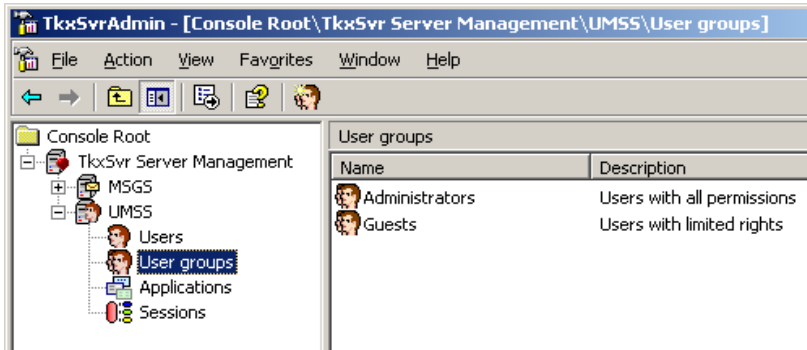 TkxSvrAdmin - [Console Root\TkxSvr Server Management\UMSS\User groups]
File Action View Favorites Window Help
Console Root
TkxSvr Server Management
MSGS
UMSS
Users
User groups
Applications
Sessions
User groups
Name Description
Administrators Users with all permissions
Guests Users with limited rights